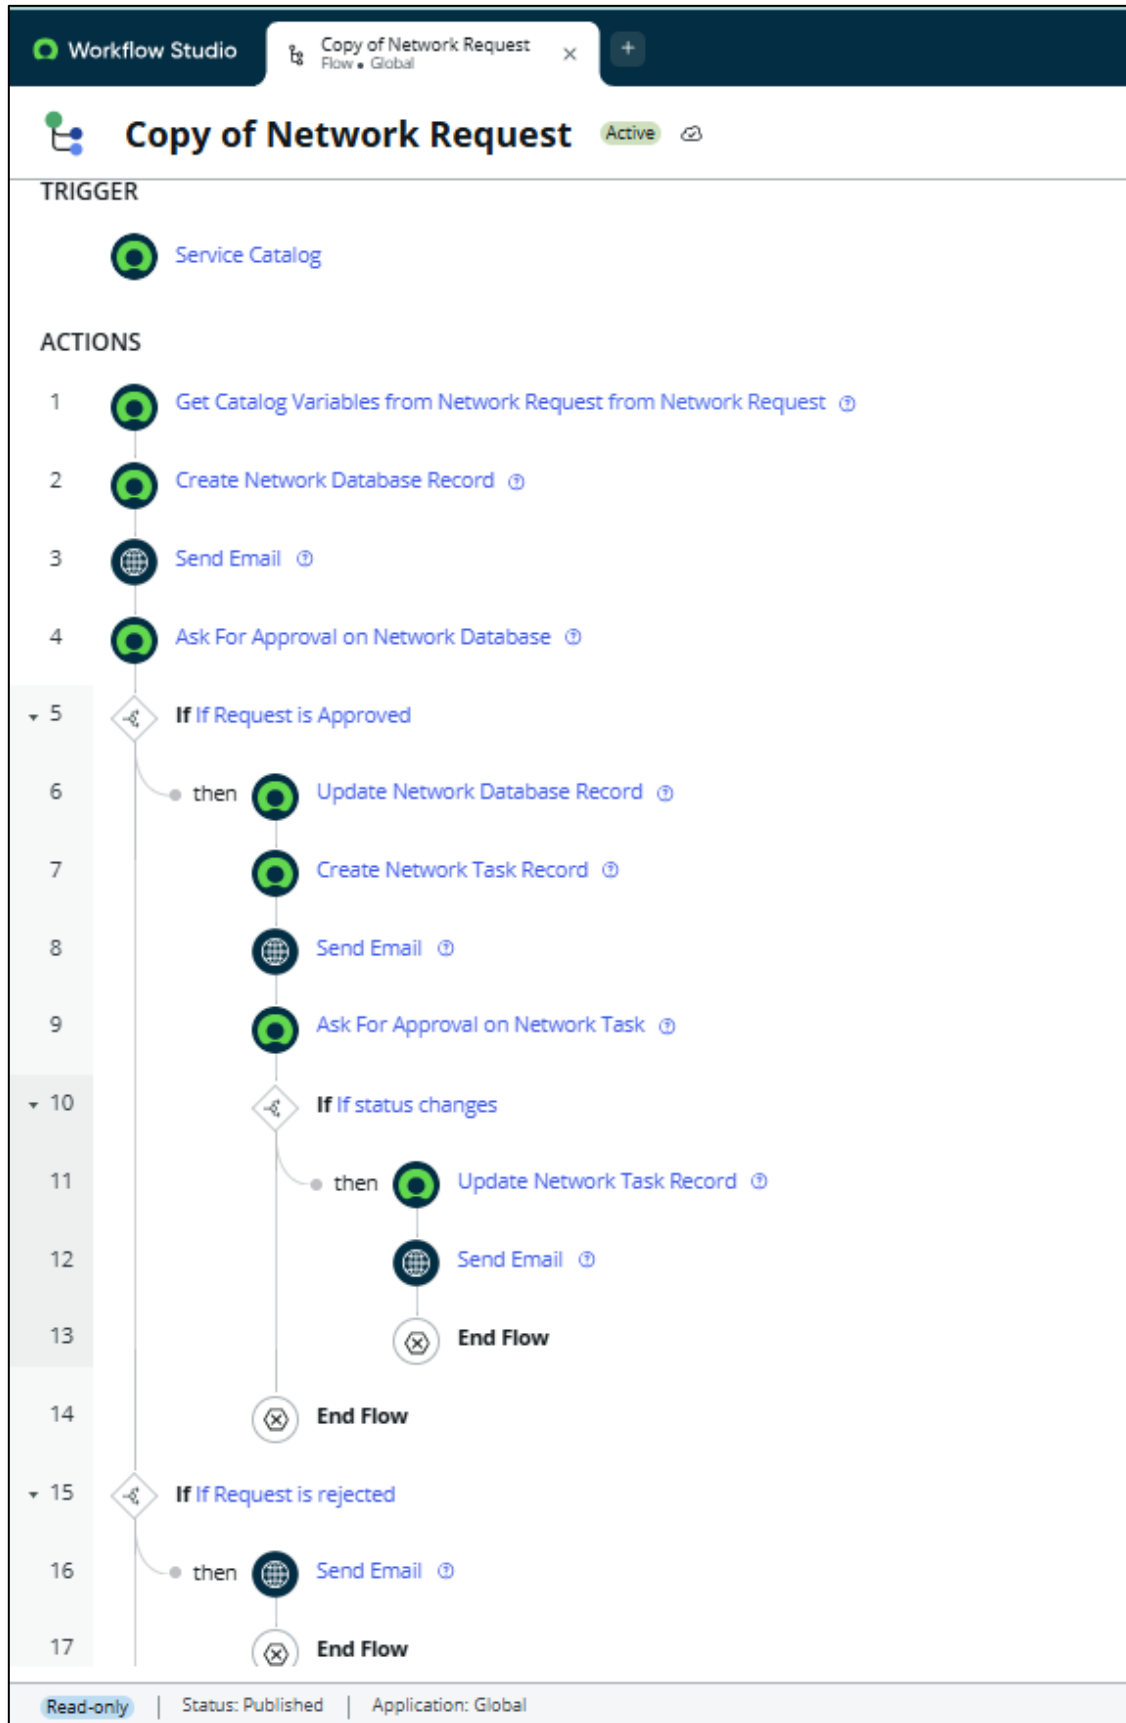 Workflow Studio
Copy of Network Request
Flow • Global
Copy of Network Request Active
TRIGGER
Service Catalog
ACTIONS
1 Get Catalog Variables from Network Request from Network Request
2 Create Network Database Record
3 Send Email
4 Ask For Approval on Network Database
5 If If Request is Approved
6 then Update Network Database Record
7 Create Network Task Record
8 Send Email
9 Ask For Approval on Network Task
10 If If status changes
11 then Update Network Task Record
12 Send Email
13 End Flow
14 End Flow
15 If If Request is rejected
16 then Send Email
17 End Flow
Read-only | Status: Published | Application: Global